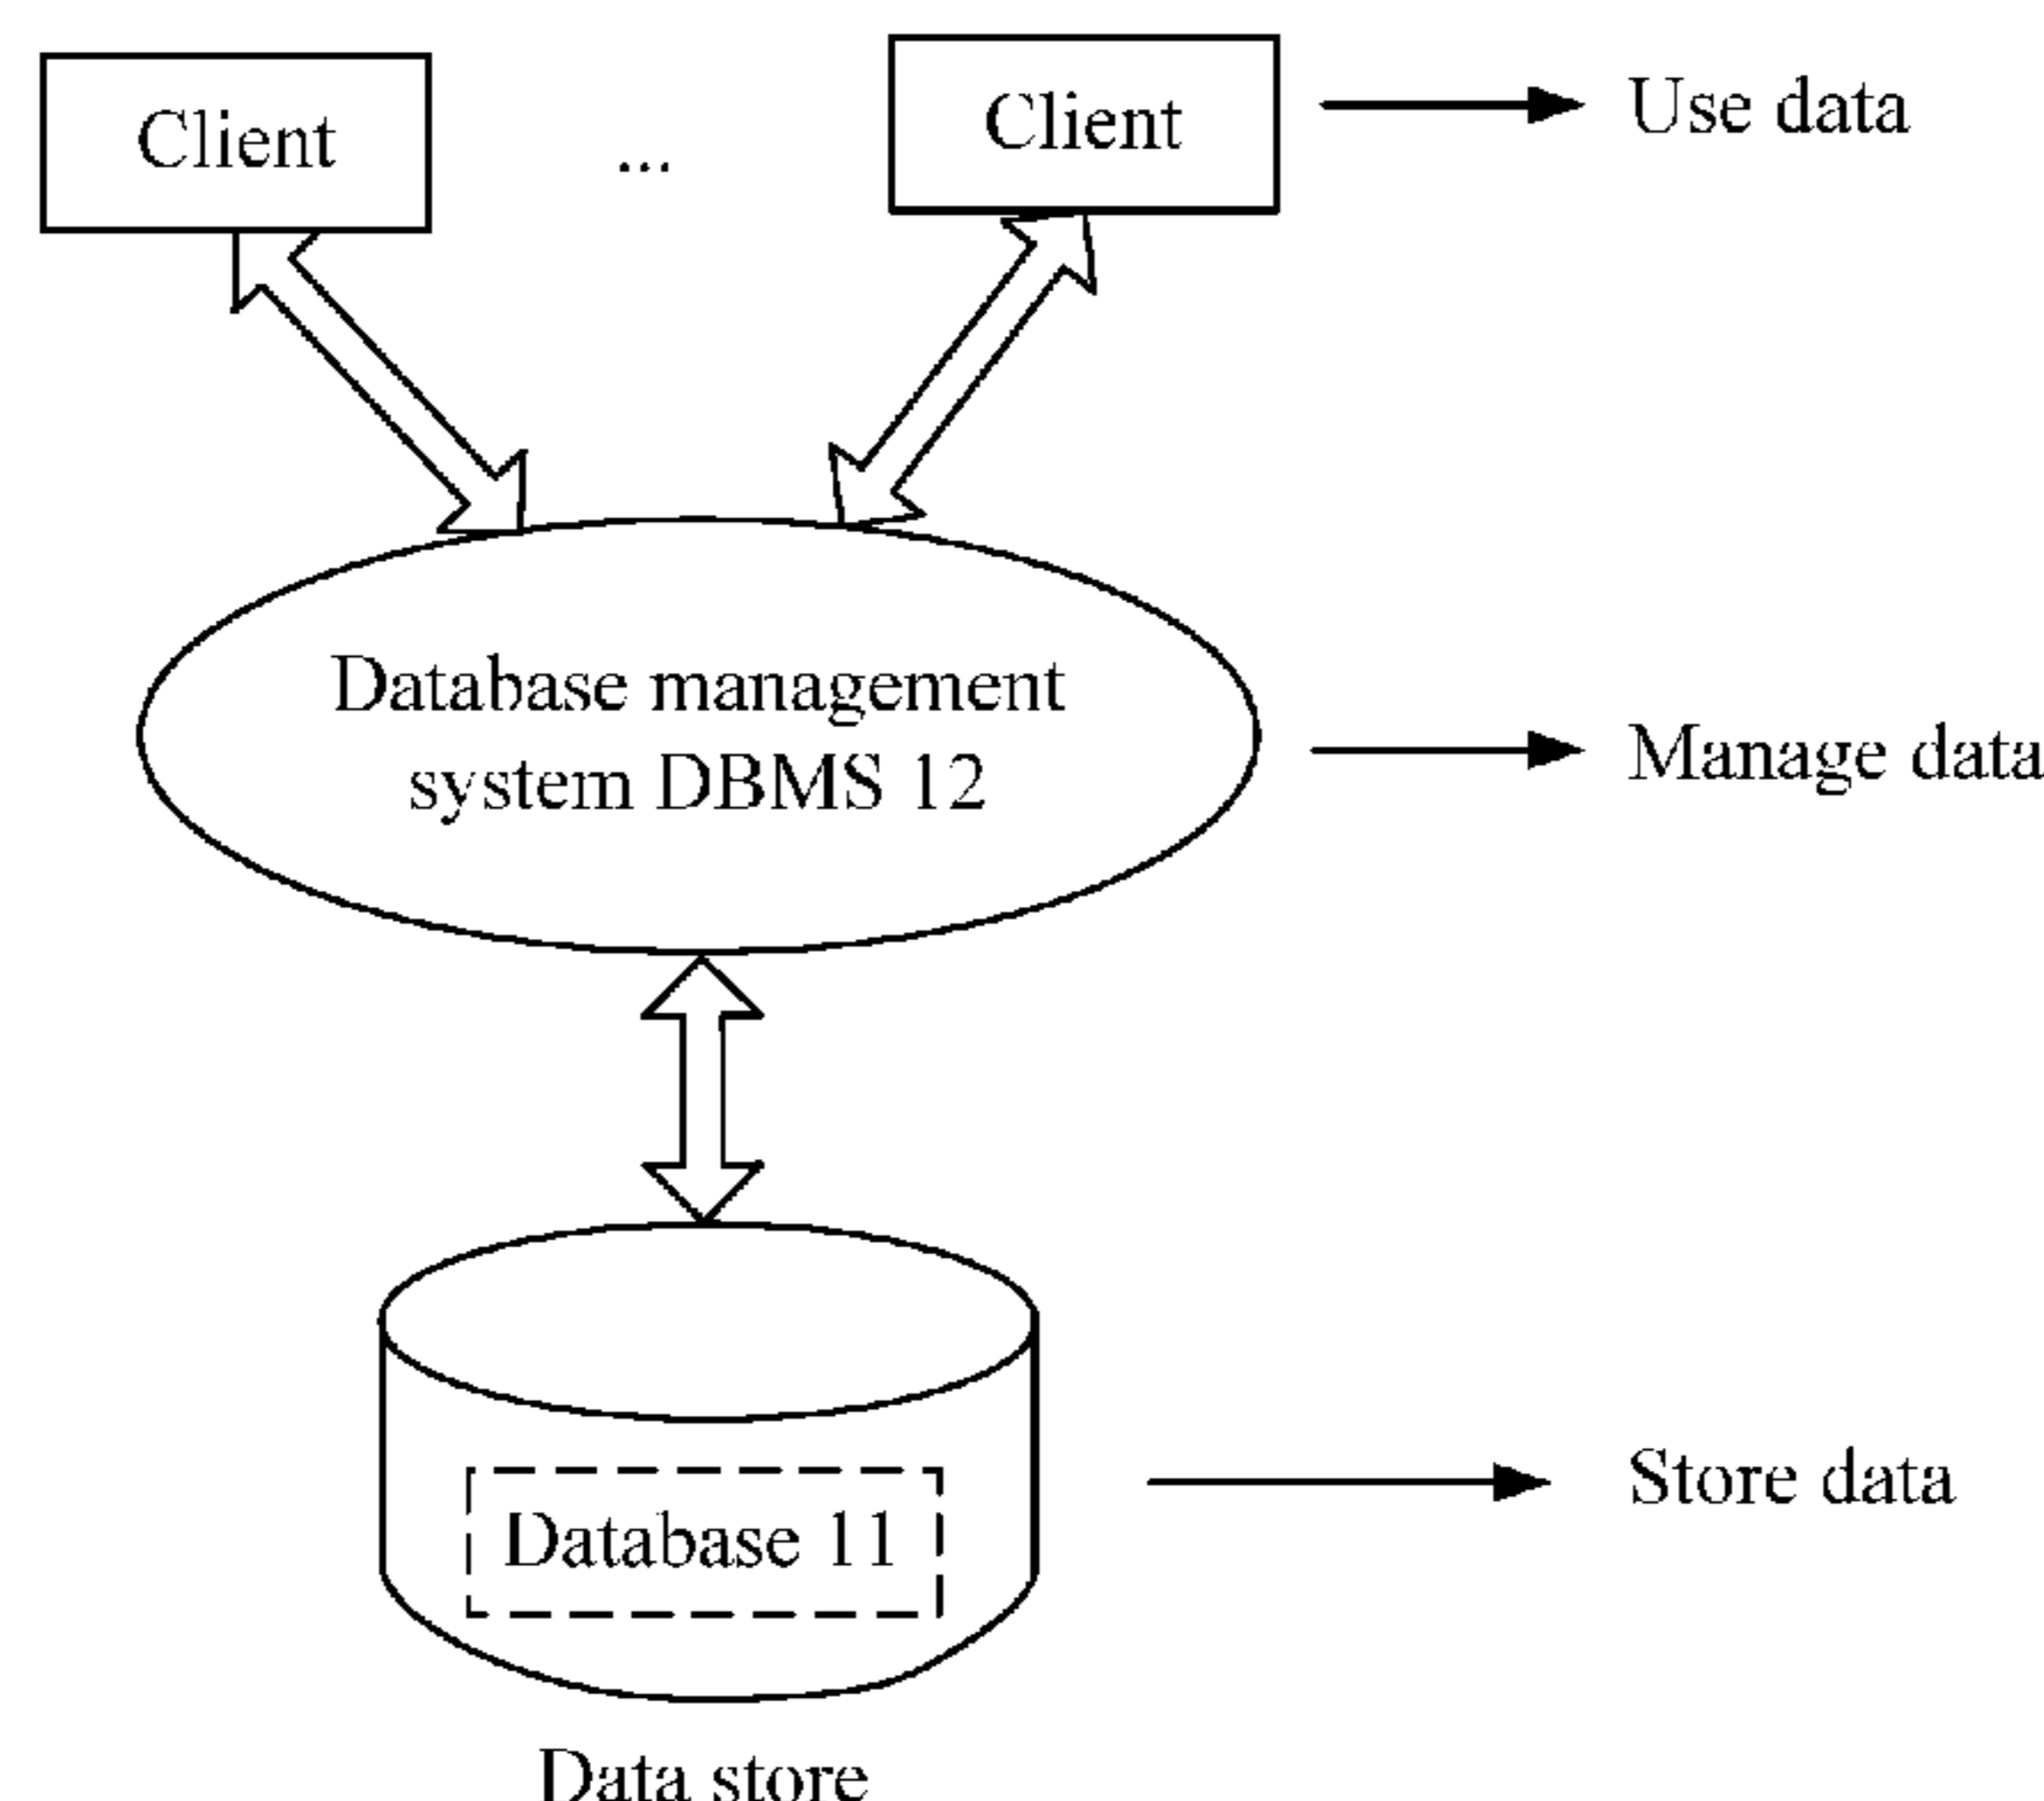 Client
...
Client
Use data
Database management
system DBMS 12
Manage data
Database 11
Store data
Data store